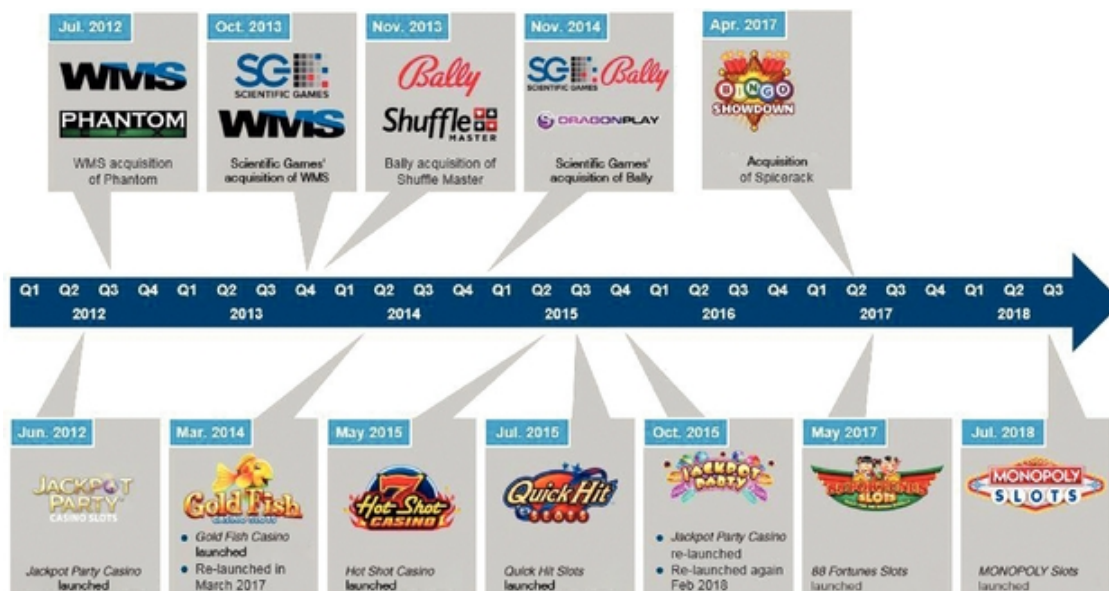 Jul. 2012
WMS
PHANTOM
WMS acquisition
of Phantom
Oct. 2013
SG
SCIENTIFIC GAMES
WMS
Scientific Games'
acquisition of WMS
Nov. 2013
Bally
Shuffle
MASTER
Bally acquisition of
Shuffle Master
Nov. 2014
SG Bally
SCIENTIFIC GAMES
DRAGONPLAY
Scientific Games'
acquisition of Bally
Apr. 2017
BINGO
SHOWDOWN
Acquisition
of Spicerack
Q1 Q2 Q3 Q4 Q1 Q2 Q3 Q4 Q1 Q2 Q3 Q4 Q1 Q2 Q3 Q4 Q1 Q2 Q3 Q4 Q1 Q2 Q3 Q4 Q1 Q2 Q3
2012 2013 2014 2015 2016 2017 2018
Jun. 2012
JACKPOT
PARTY
CASINO SLOTS
Jackpot Party Casino
launched
Mar. 2014
Gold Fish
CASINO SLOTS
• Gold Fish Casino
launched
• Re-launched in
March 2017
May 2015
7
Hot Shot
CASINO
Hot Shot Casino
launched
Jul. 2015
Quick Hit
SLOTS
Quick Hit Slots
launched
Oct. 2015
JACKPOT
PARTY
• Jackpot Party Casino
re-launched
• Re-launched again
Feb 2018
May 2017
SLOTS
88 Fortunes Slots
launched
Jul. 2018
MONOPOLY
SLOTS
MONOPOLY Slots
launched